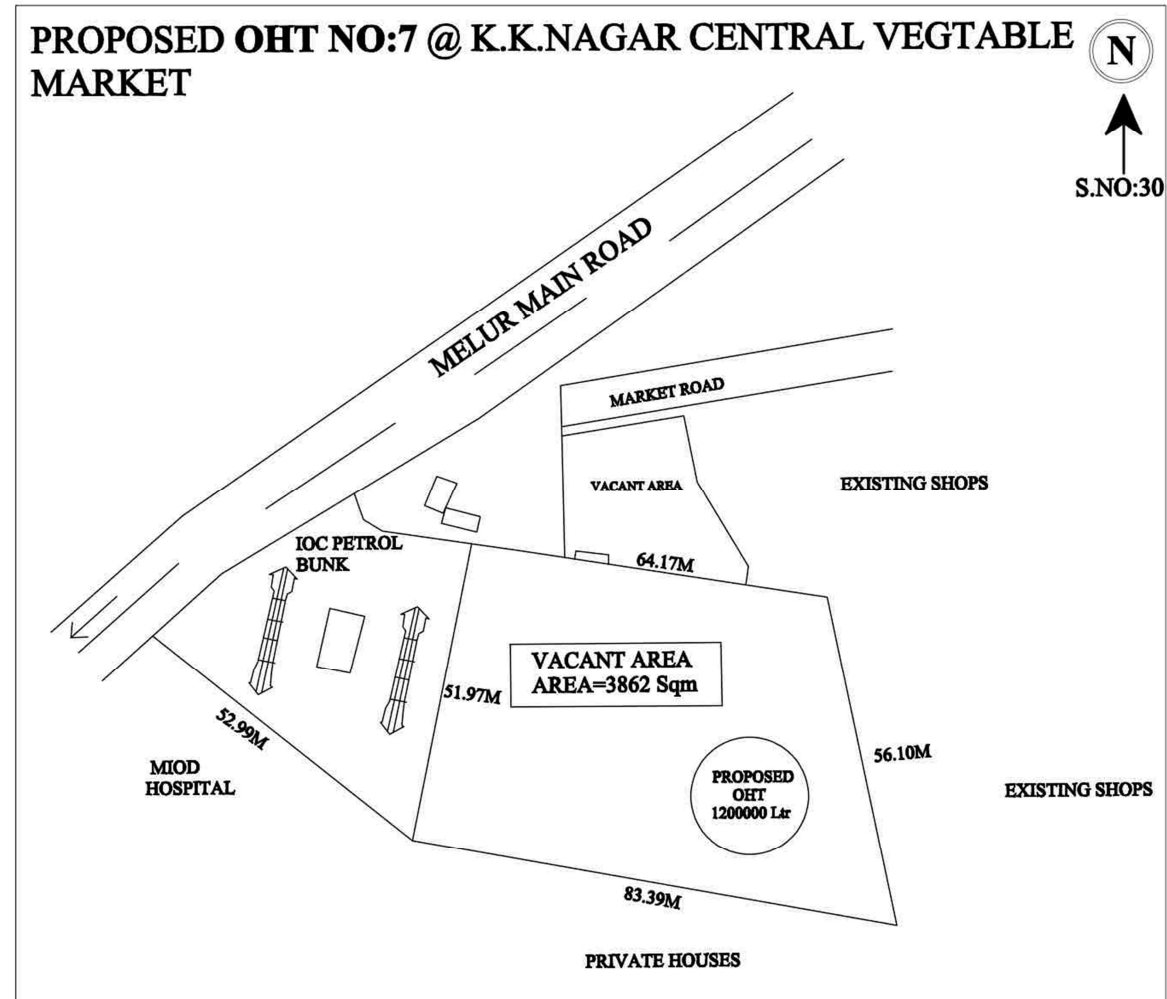 PROPOSED OHT NO:7 @ K.K.NAGAR CENTRAL VEGTABLE
MARKET
N
S.NO:30
MELUR MAIN ROAD
MARKET ROAD
VACANT AREA
EXISTING SHOPS
IOC PETROL
BUNK
64.17M
VACANT AREA
AREA=3862 Sqm
51.97M
52.99M
56.10M
MIOD
HOSPITAL
PROPOSED
OHT
1200000 Ltr
EXISTING SHOPS
83.39M
PRIVATE HOUSES